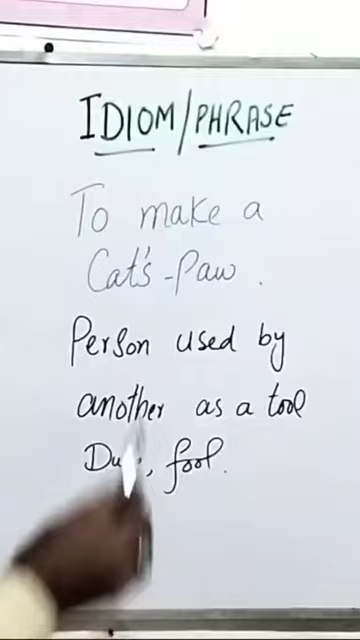 IDIOM/PHRASE
To make a
Cat's-Paw.
Person used by
another as a tool
fool.